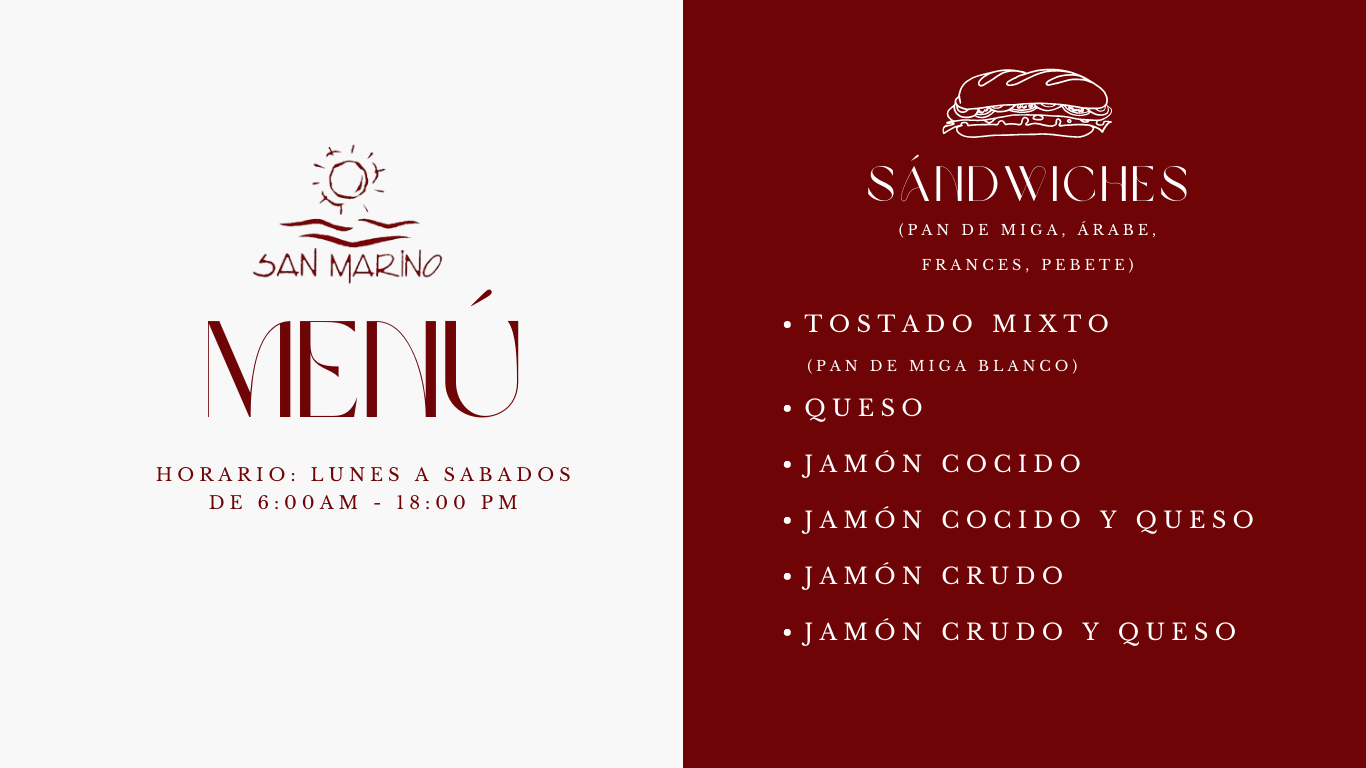 SAN MARINO
MENÚ
HORARIO: LUNES A SABADOS
DE 6:00AM - 18:00 PM
SÁNDWICHES
(PAN DE MIGA, ÁRABE,
FRANCES, PEBETE)
• TOSTADO MIXTO
(PAN DE MIGA BLANCO)
• QUESO
• JAMÓN COCIDO
• JAMÓN COCIDO Y QUESO
• JAMÓN CRUDO
• JAMÓN CRUDO Y QUESO